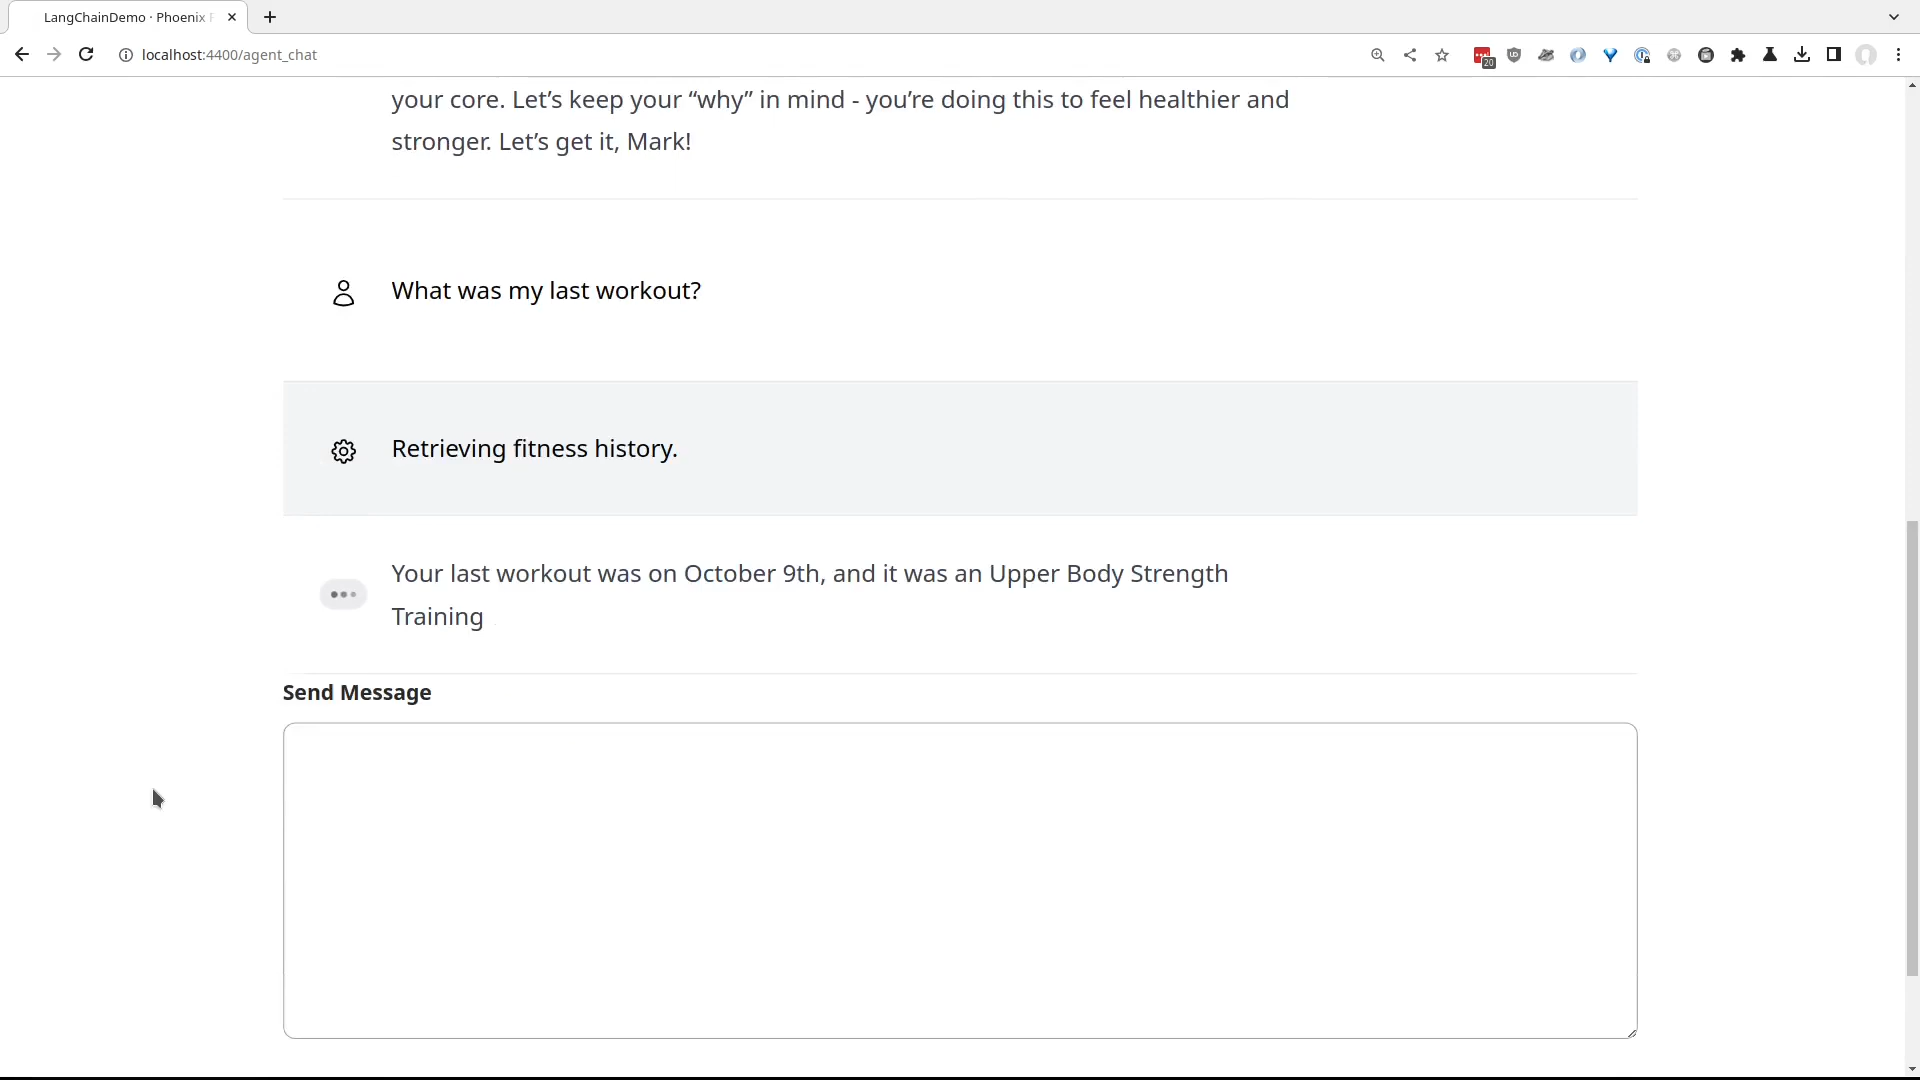 LangChainDemo · Phoenix
localhost:4400/agent_chat
20
your core. Let’s keep your “why” in mind - you’re doing this to feel healthier and
stronger. Let’s get it, Mark!
What was my last workout?
Retrieving fitness history.
Your last workout was on October 9th, and it was an Upper Body Strength
Training
Send Message